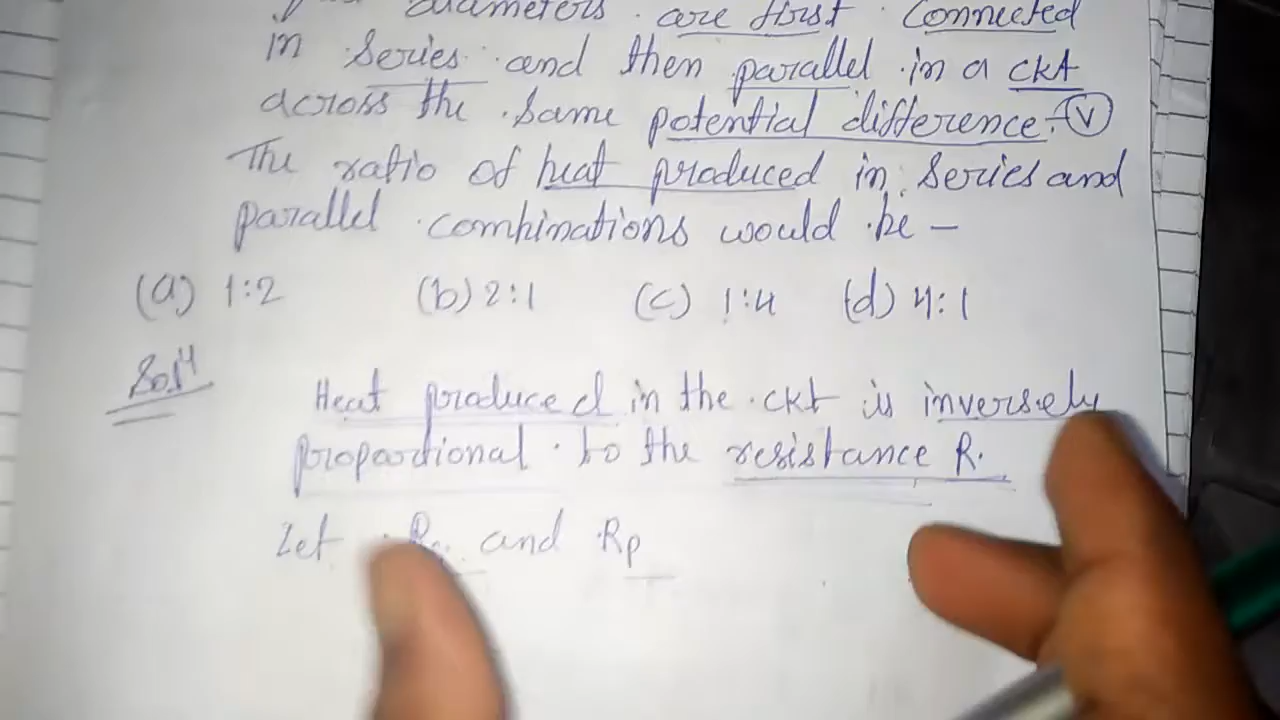 diameters are first connected
in series and then parallel in a ckt
across the same potential difference (V)
The ratio of heat produced in series and
parallel combinations would be -
(a) 1:2 (b) 2:1 (c) 1:4 (d) 4:1
Solⁿ
Heat produced in the ckt is inversely
proportional to the resistance R.
Let and Rp